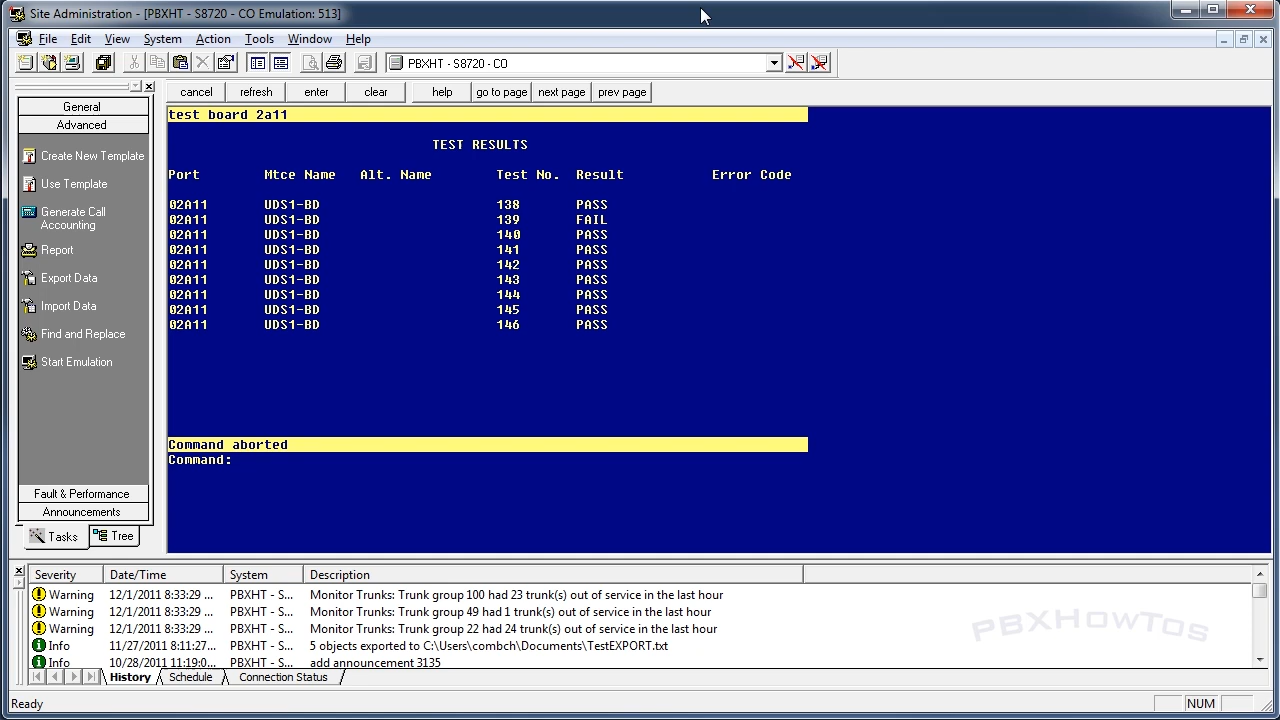 Site Administration - [PBXHT - S8720 - CO Emulation: 513]
File Edit View System Action Tools Window Help
PBXHT - S8720 - CO
cancel refresh enter clear help go to page next page prev page
General
Advanced
Create New Template
Use Template
Generate Call
Accounting
Report
Export Data
Import Data
Find and Replace
Start Emulation
Fault & Performance
Announcements
Tasks Tree
test board 2a11
TEST RESULTS
Port Mtce Name Alt. Name Test No. Result Error Code
02A11 UDS1-BD 138 PASS
02A11 UDS1-BD 139 FAIL
02A11 UDS1-BD 140 PASS
02A11 UDS1-BD 141 PASS
02A11 UDS1-BD 142 PASS
02A11 UDS1-BD 143 PASS
02A11 UDS1-BD 144 PASS
02A11 UDS1-BD 145 PASS
02A11 UDS1-BD 146 PASS
Command aborted
Command:
Severity Date/Time System Description
Warning 12/1/2011 8:33:29 ... PBXHT - S... Monitor Trunks: Trunk group 100 had 23 trunk(s) out of service in the last hour
Warning 12/1/2011 8:33:29 ... PBXHT - S... Monitor Trunks: Trunk group 49 had 1 trunk(s) out of service in the last hour
Warning 12/1/2011 8:33:29 ... PBXHT - S... Monitor Trunks: Trunk group 22 had 24 trunk(s) out of service in the last hour
Info 11/27/2011 8:11:27... PBXHT - S... 5 objects exported to C:\Users\combch\Documents\TestEXPORT.txt
Info 10/28/2011 11:19:0... PBXHT - S... add announcement 3135
PBXHowTos
History Schedule Connection Status
Ready NUM